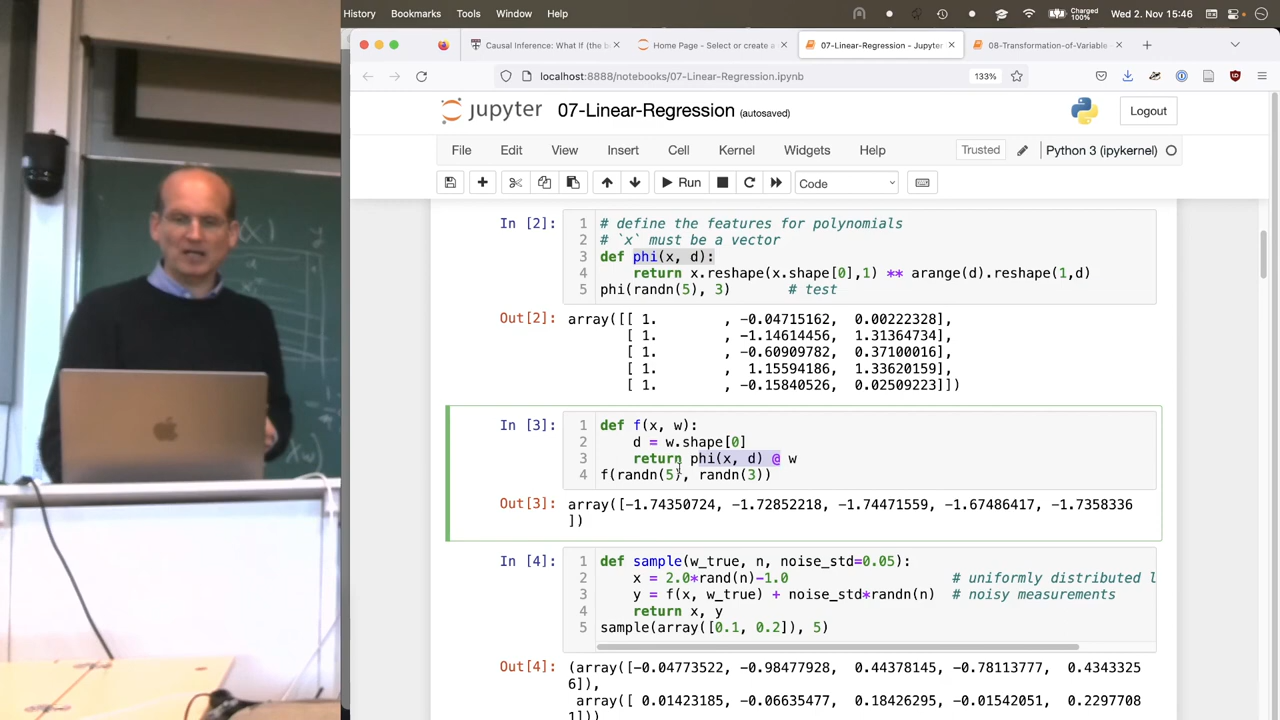 History Bookmarks Tools Window Help
Charged
100%
Wed 2. Nov 15:46
Causal Inference: What If (the b
Home Page - Select or create a
07-Linear-Regression - Jupyter
08-Transformation-of-Variable
localhost:8888/notebooks/07-Linear-Regression.ipynb
133%
jupyter 07-Linear-Regression (autosaved)
Logout
File Edit View Insert Cell Kernel Widgets Help
Trusted
Python 3 (ipykernel)
Run
Code
In [2]:
1 # define the features for polynomials
2 # `x` must be a vector
3 def phi(x, d):
4     return x.reshape(x.shape[0],1) ** arange(d).reshape(1,d)
5 phi(randn(5), 3)       # test
Out[2]: array([[ 1.        , -0.04715162,  0.00222328],
[ 1.        , -1.14614456,  1.31364734],
[ 1.        , -0.60909782,  0.37100016],
[ 1.        ,  1.15594186,  1.33620159],
[ 1.        , -0.15840526,  0.02509223]])
In [3]:
1 def f(x, w):
2     d = w.shape[0]
3     return phi(x, d) @ w
4 f(randn(5), randn(3))
Out[3]: array([-1.74350724, -1.72852218, -1.74471559, -1.67486417, -1.7358336
])
In [4]:
1 def sample(w_true, n, noise_std=0.05):
2     x = 2.0*rand(n)-1.0                    # uniformly distributed l
3     y = f(x, w_true) + noise_std*randn(n)  # noisy measurements
4     return x, y
5 sample(array([0.1, 0.2]), 5)
Out[4]: (array([-0.04773522, -0.98477928,  0.44378145, -0.78113777,  0.4343325
6]),
array([ 0.01423185, -0.06635477,  0.18426295, -0.01542051,  0.2297708
1]))